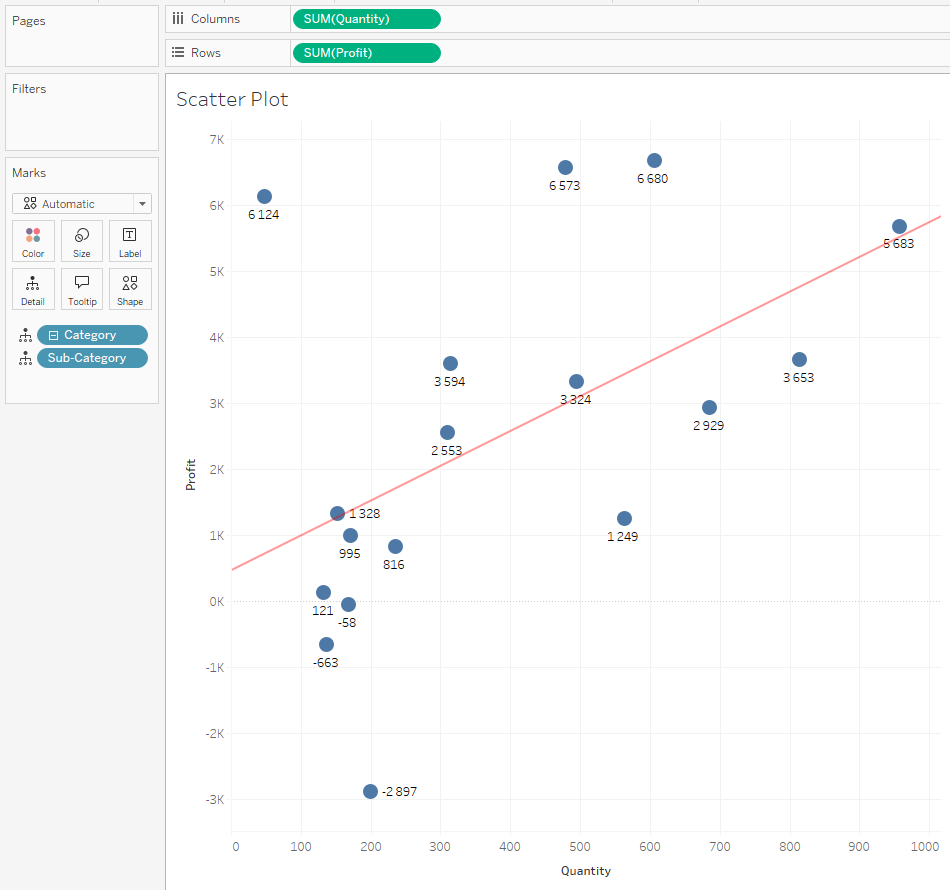 Pages
Columns
SUM(Quantity)
Rows
SUM(Profit)
Filters
Marks
Automatic
Color
Size
Label
Detail
Tooltip
Shape
Category
Sub-Category
Scatter Plot
7K
6K
5K
4K
3K
2K
1K
0K
-1K
-2K
-3K
Profit
6 124
6 573
6 680
5 683
3 594
3 324
3 653
2 929
2 553
1 328
995
816
1 249
121
-58
-663
-2 897
0 100 200 300 400 500 600 700 800 900 1000
Quantity